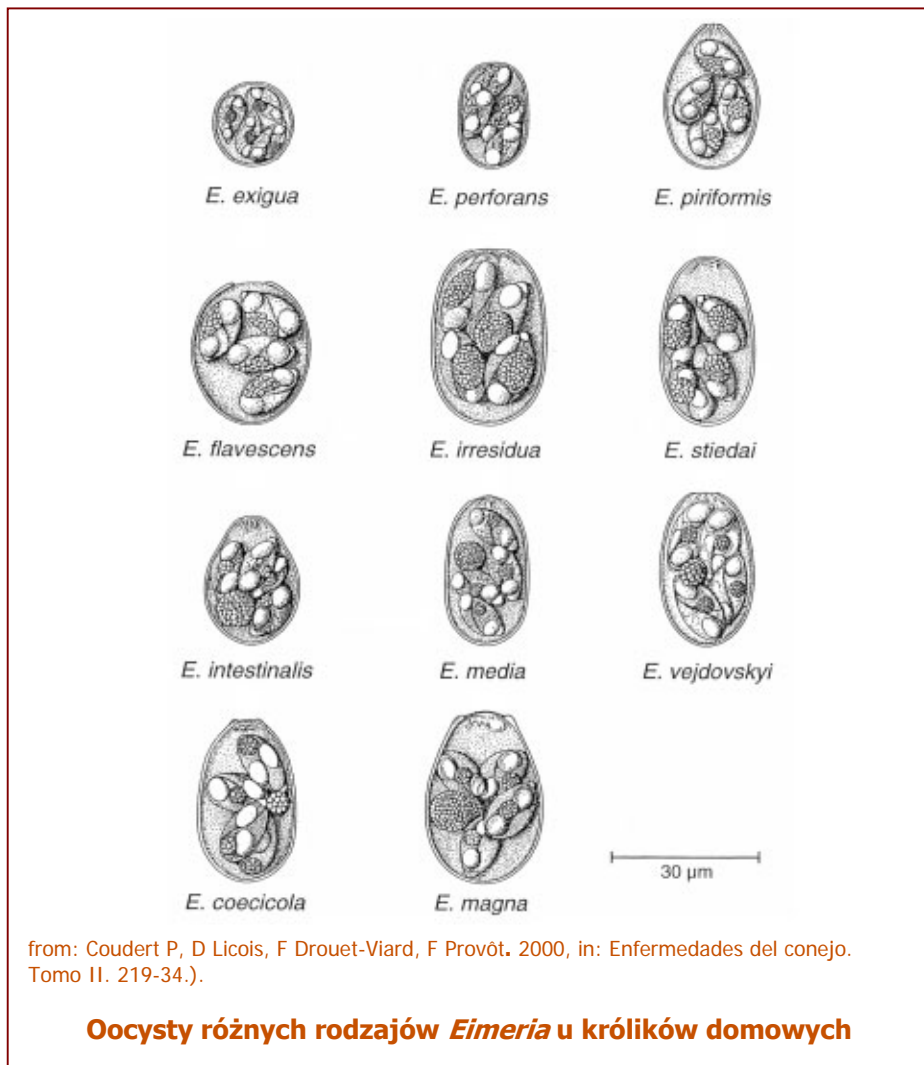 E. exigua
E. perforans
E. piriformis
E. flavescens
E. irresidua
E. stiedai
E. intestinalis
E. media
E. vejdovskyi
E. coecicola
E. magna
30 µm
from: Coudert P, D Licois, F Drouet-Viard, F Provôt. 2000, in: Enfermedades del conejo.
Tomo II. 219-34.).
Oocysty różnych rodzajów Eimeria u królików domowych